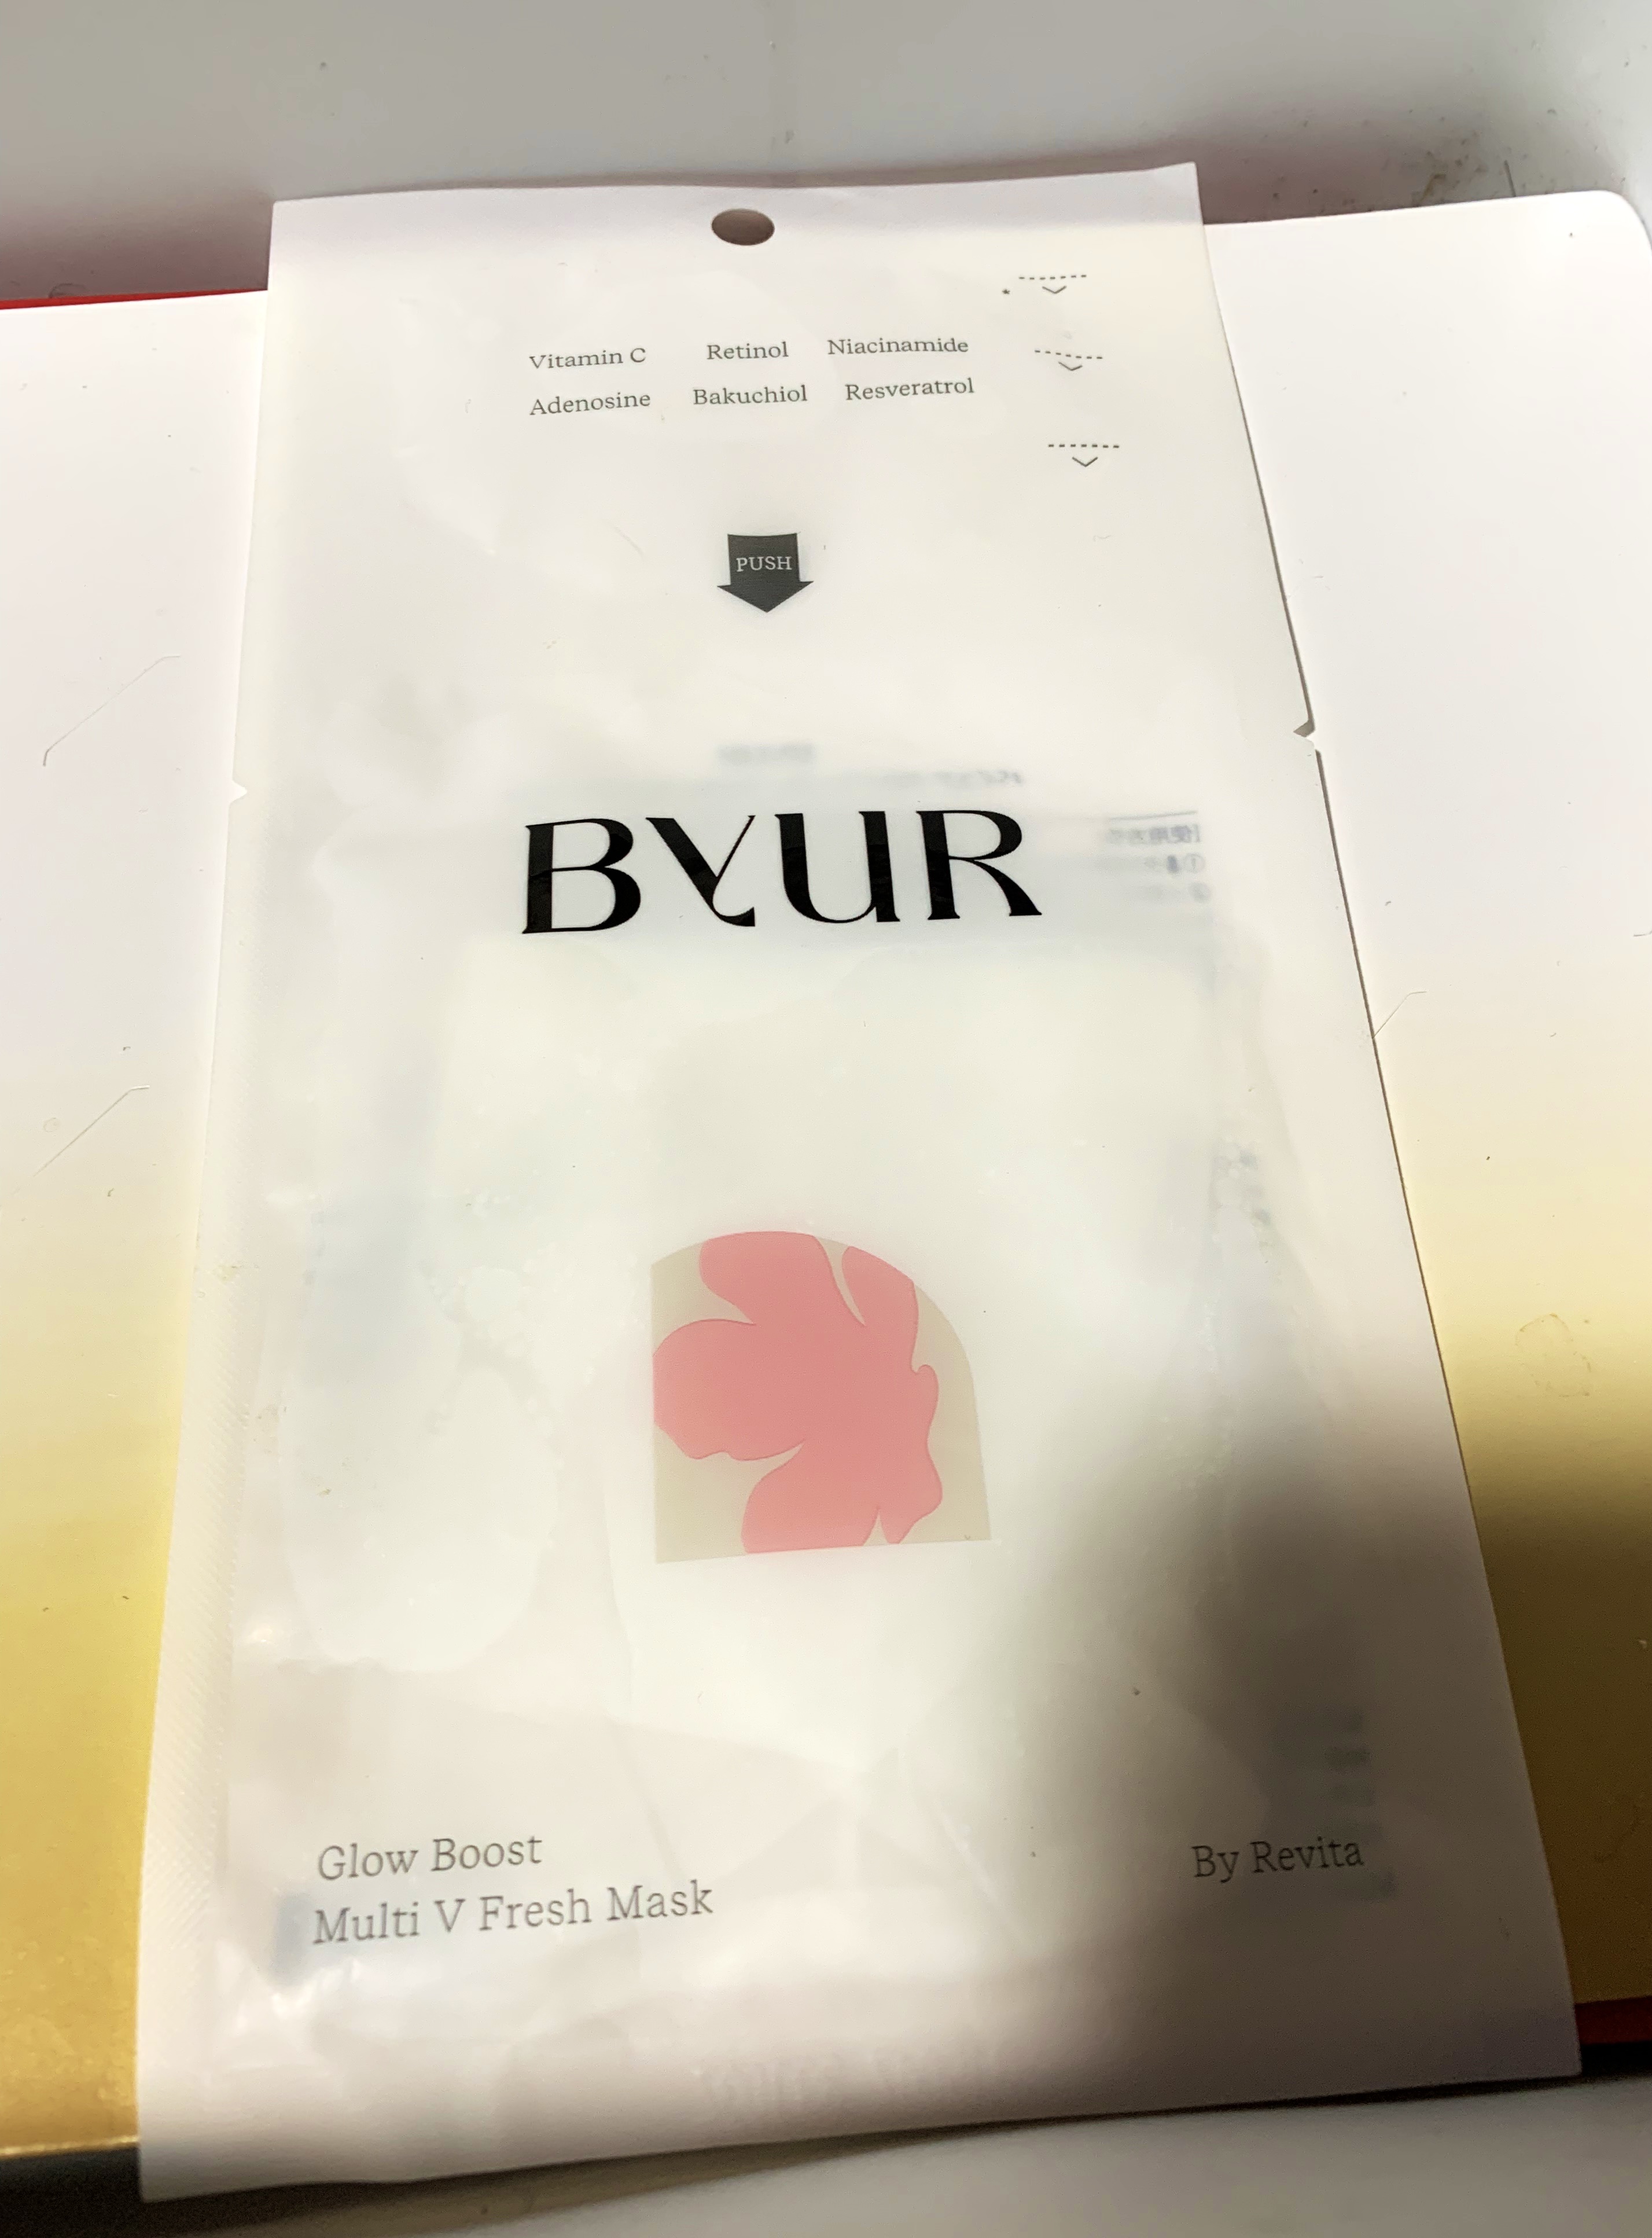 Vitamin C Retinol Niacinamide
Adenosine Bakuchiol Resveratrol
PUSH
BYUR
Glow Boost
Multi V Fresh Mask
By Revita